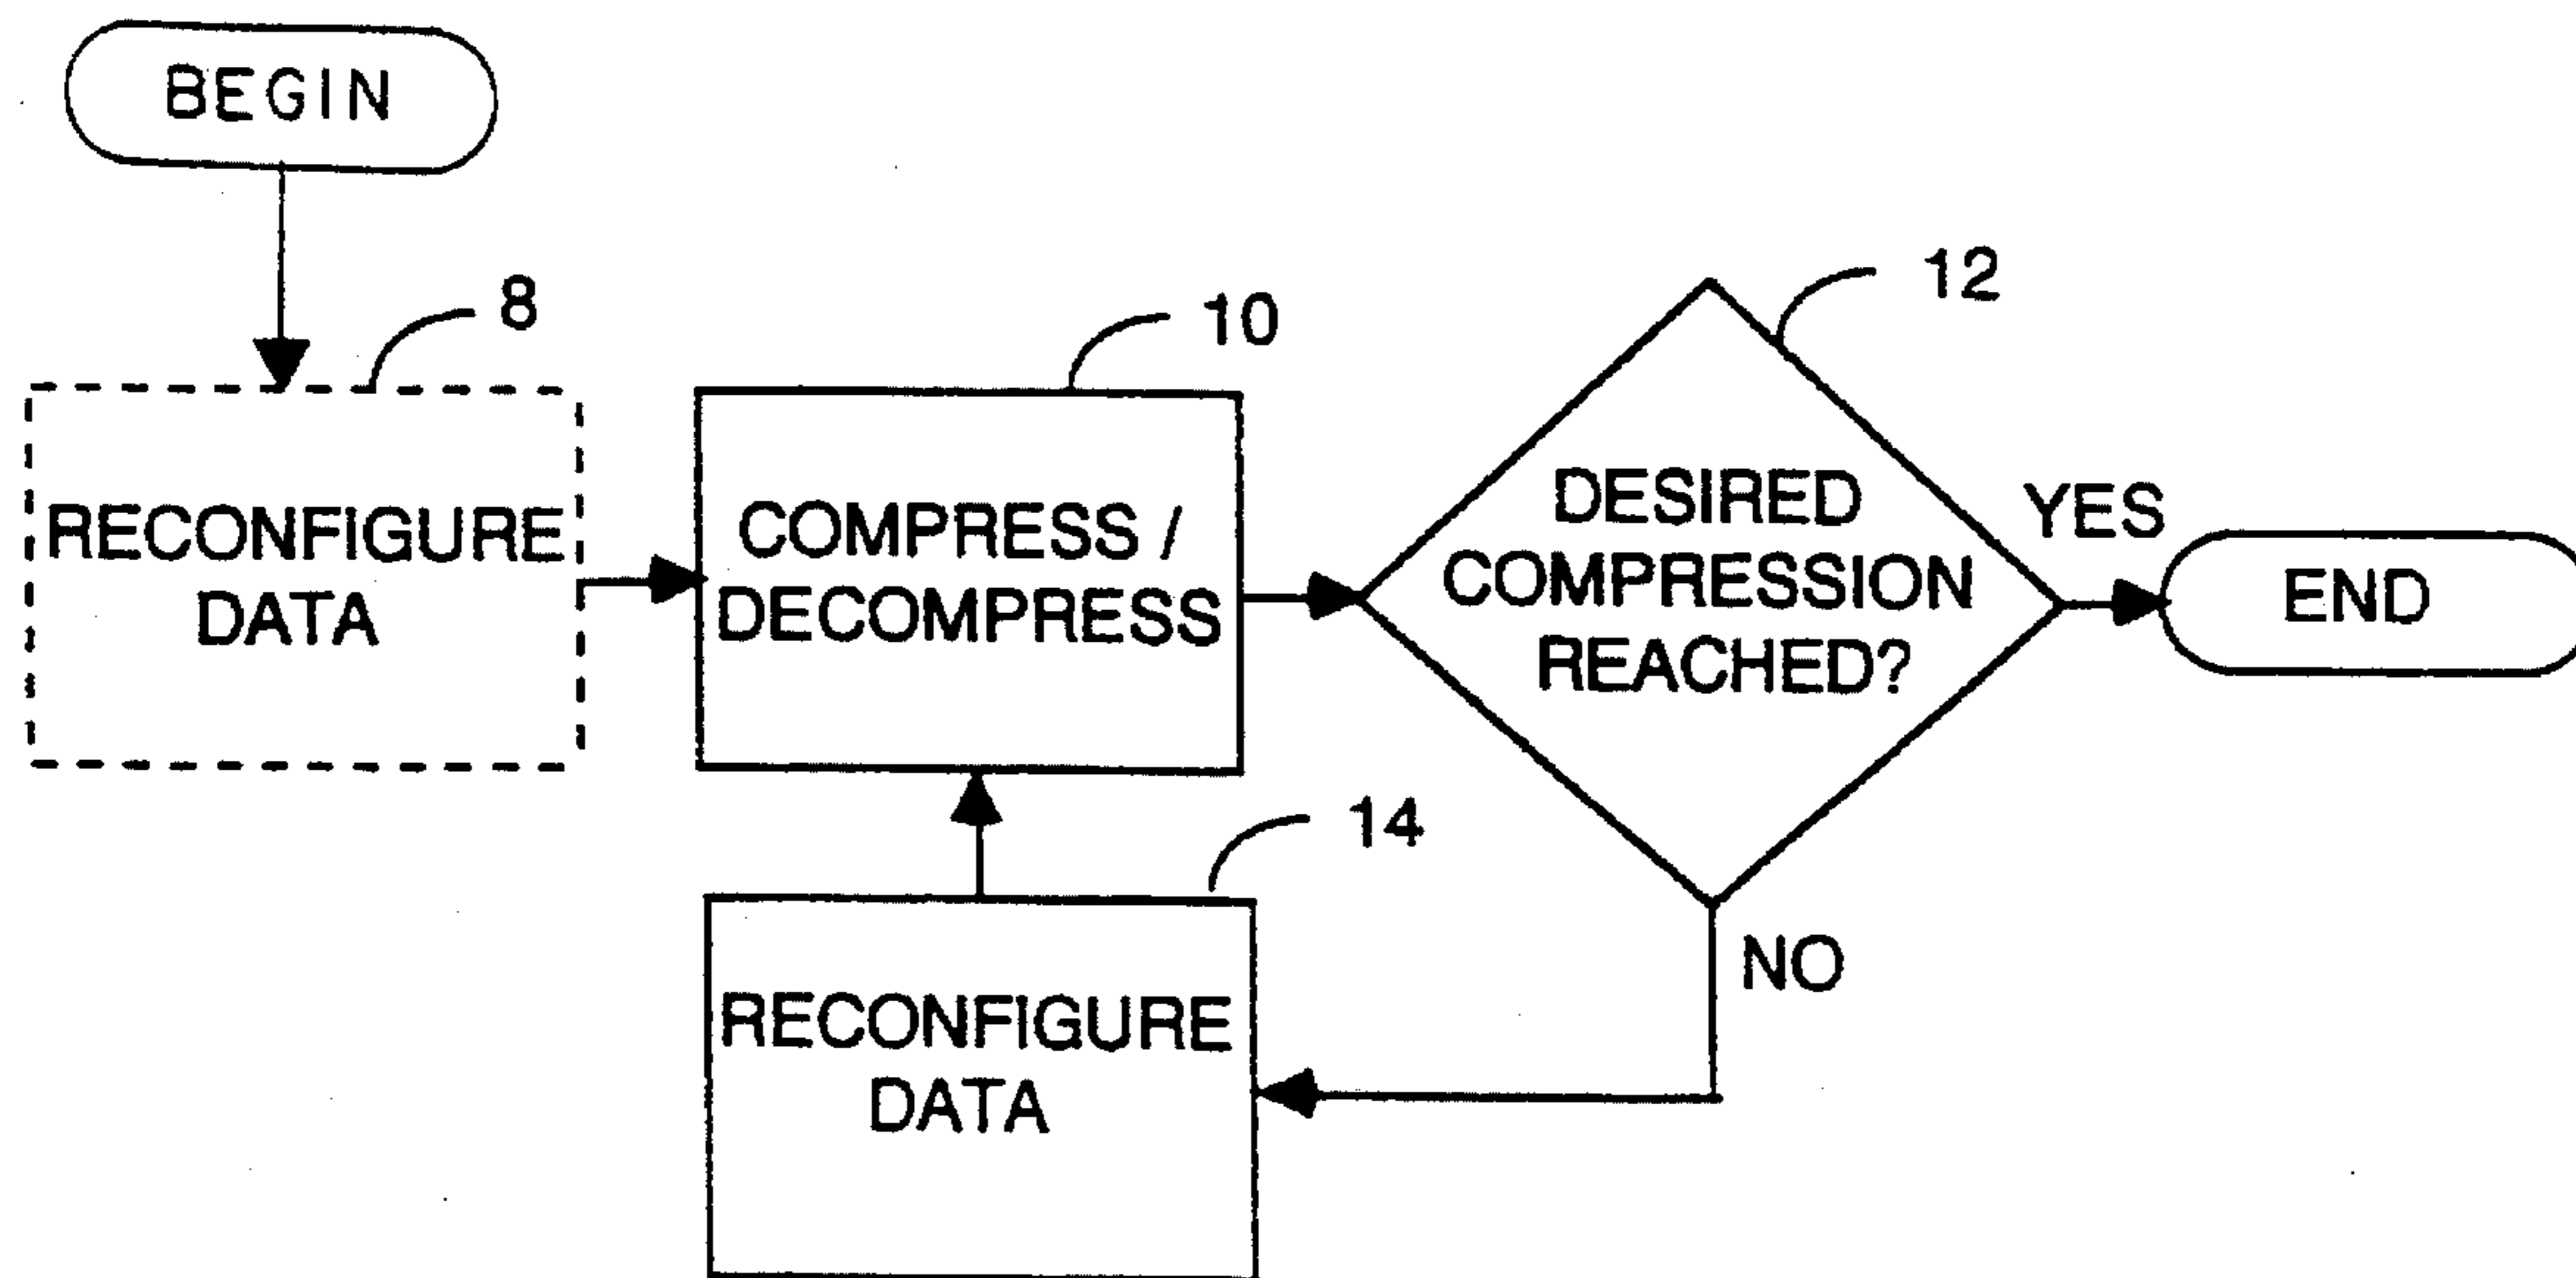 BEGIN
8
RECONFIGURE
DATA
10
COMPRESS /
DECOMPRESS
12
DESIRED
COMPRESSION
REACHED?
YES
END
NO
14
RECONFIGURE
DATA